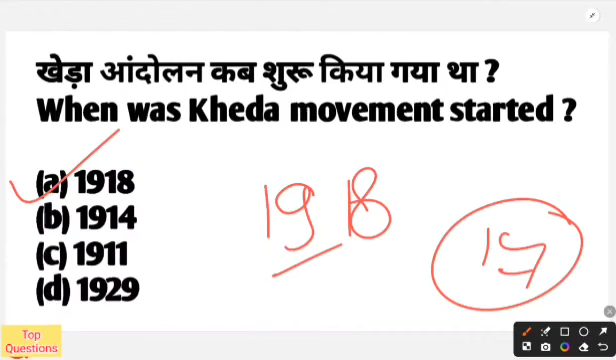 खेड़ा आंदोलन कब शुरू किया गया था ?
When was Kheda movement started ?
(a) 1918
(b) 1914
(c) 1911
(d) 1929
1918
Top
Questions